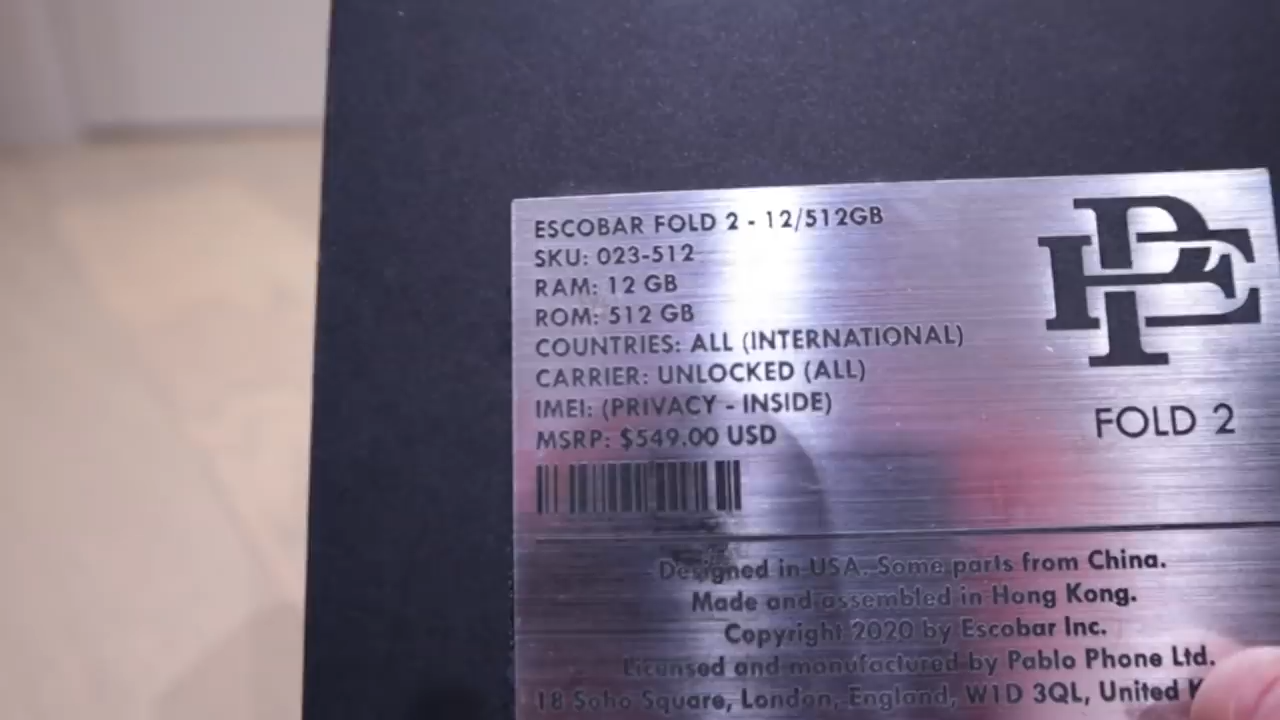 ESCOBAR FOLD 2 - 12/512GB
SKU: 023-512
RAM: 12 GB
ROM: 512 GB
COUNTRIES: ALL (INTERNATIONAL)
CARRIER: UNLOCKED (ALL)
IMEI: (PRIVACY - INSIDE)
MSRP: $549.00 USD
PE
FOLD 2
Designed in USA. Some parts from China.
Made and assembled in Hong Kong.
Copyright 2020 by Escobar Inc.
Licensed and manufactured by Pablo Phone Ltd.
18 Soho Square, London, England, W1D 3QL, United